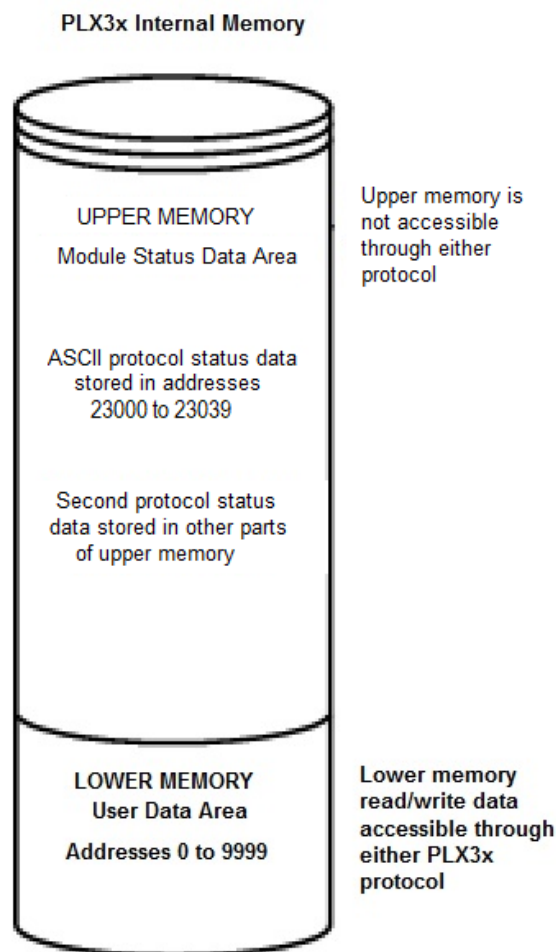 PLX3x Internal Memory
UPPER MEMORY
Module Status Data Area
Upper memory is
not accessible
through either
protocol
ASCII protocol status data
stored in addresses
23000 to 23039
Second protocol status
data stored in other parts
of upper memory
LOWER MEMORY
User Data Area
Addresses 0 to 9999
Lower memory
read/write data
accessible through
either PLX3x
protocol